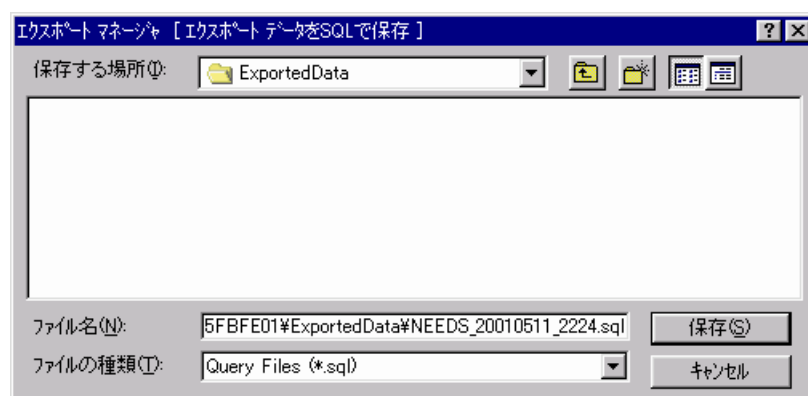 エクスポート マネージャ [ エクスポート データをSQLで保存 ]
保存する場所(I):
ExportedData
ファイル名(N):
5FBFE01¥ExportedData¥NEEDS_20010511_2224.sql
保存(S)
ファイルの種類(T):
Query Files (*.sql)
キャンセル